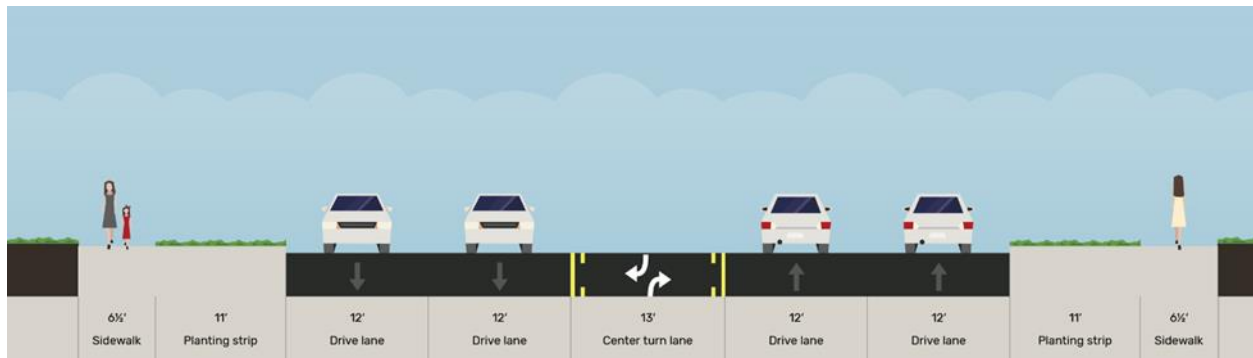 6½′
Sidewalk
11′
Planting strip
12′
Drive lane
12′
Drive lane
13′
Center turn lane
12′
Drive lane
12′
Drive lane
11′
Planting strip
6½′
Sidewalk